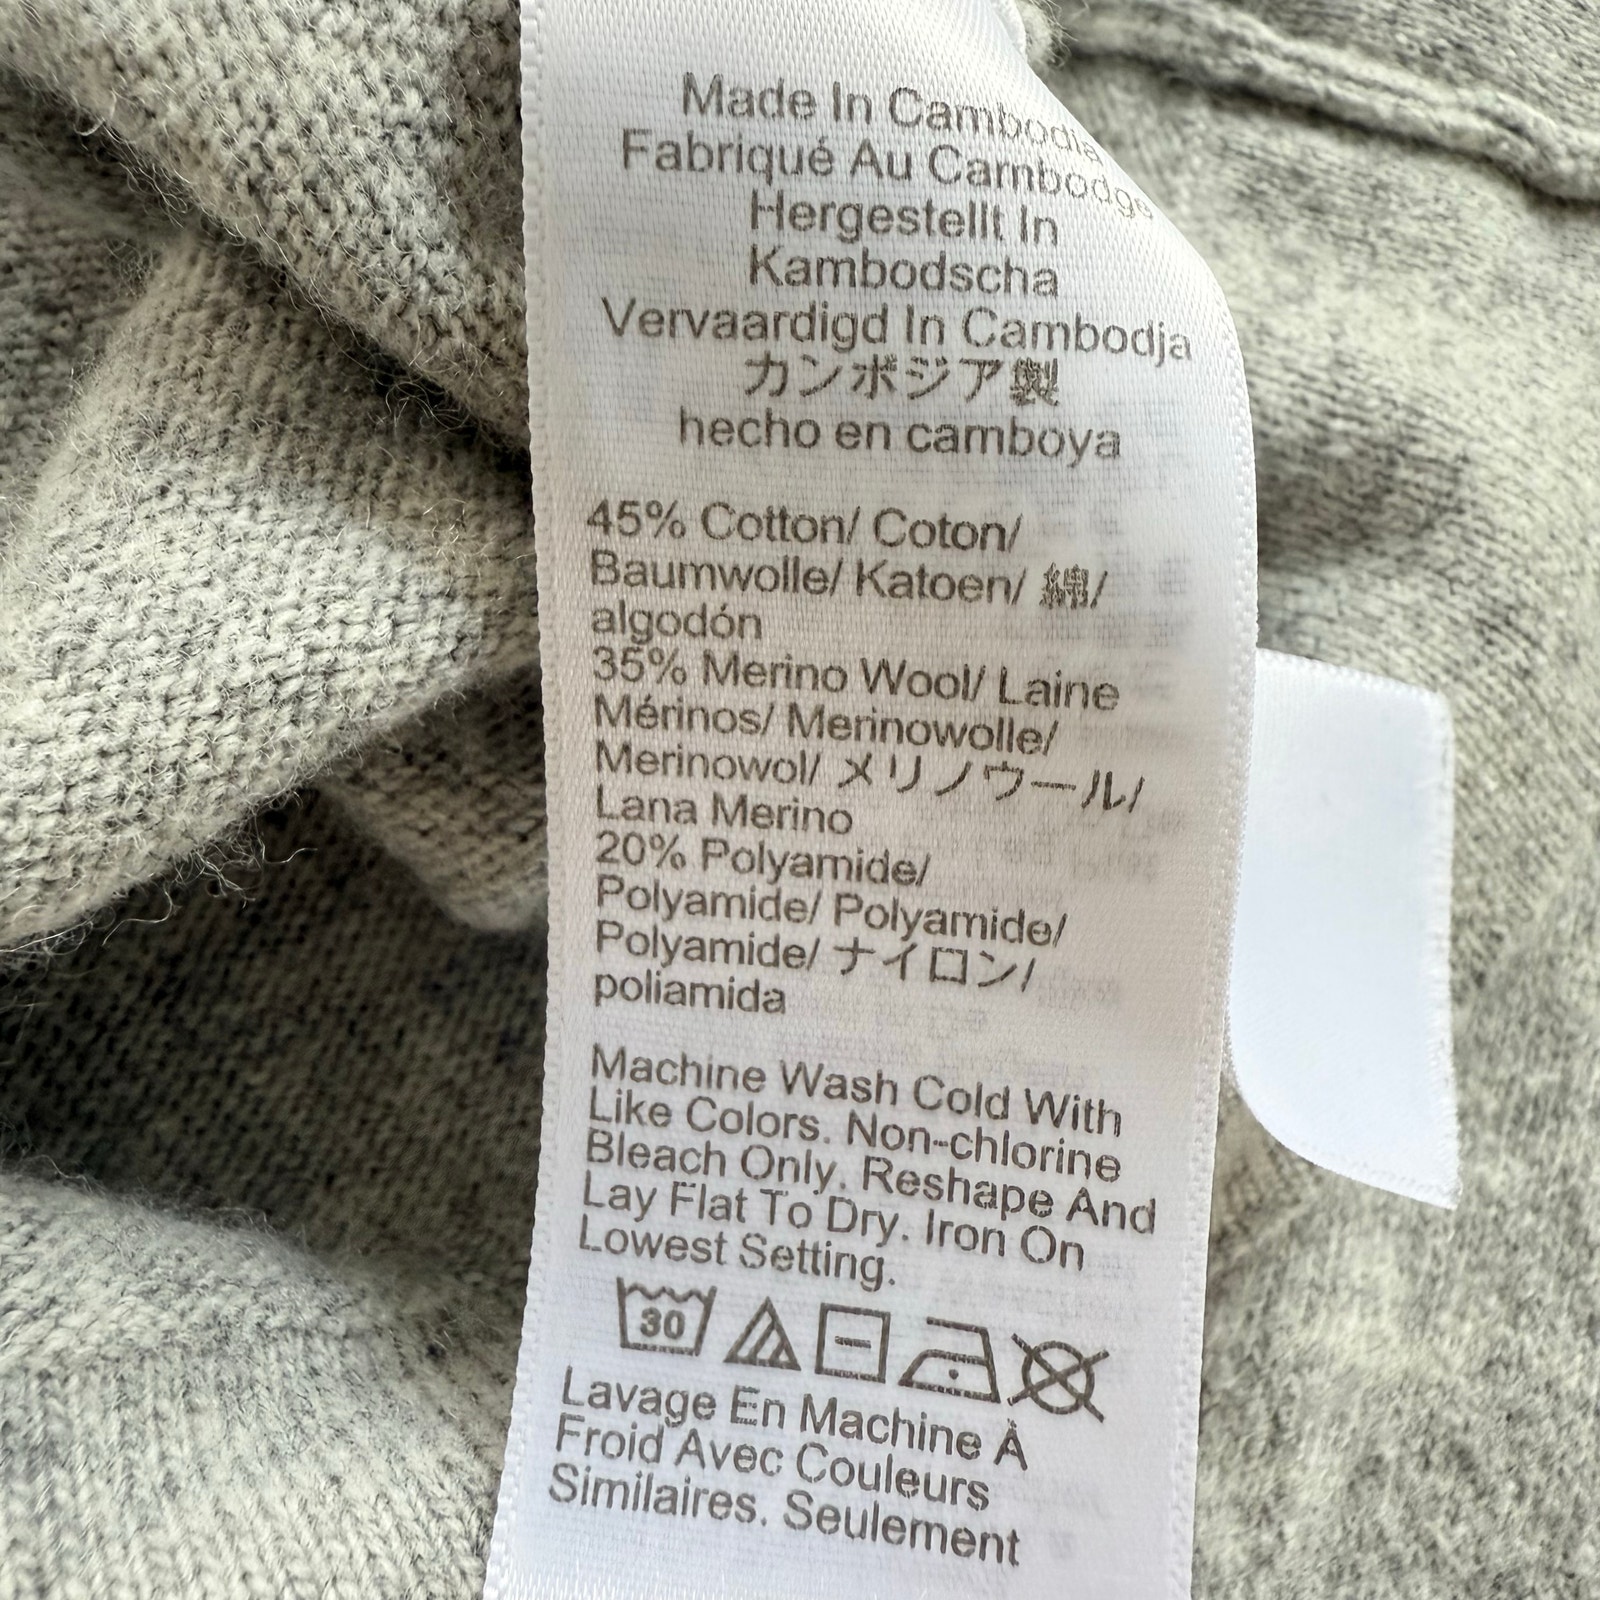 Made In Cambodia
Fabriqué Au Cambodge
Hergestellt In
Kambodscha
Vervaardigd In Cambodja
カンボジア製
hecho en camboya
45% Cotton/ Coton/
Baumwolle/ Katoen/ 綿/
algodón
35% Merino Wool/ Laine
Mérinos/ Merinowolle/
Merinowol/ メリノウール/
Lana Merino
20% Polyamide/
Polyamide/ Polyamide/
Polyamide/ ナイロン/
poliamida
Machine Wash Cold With
Like Colors. Non-chlorine
Bleach Only. Reshape And
Lay Flat To Dry. Iron On
Lowest Setting.
30
Lavage En Machine À
Froid Avec Couleurs
Similaires. Seulement